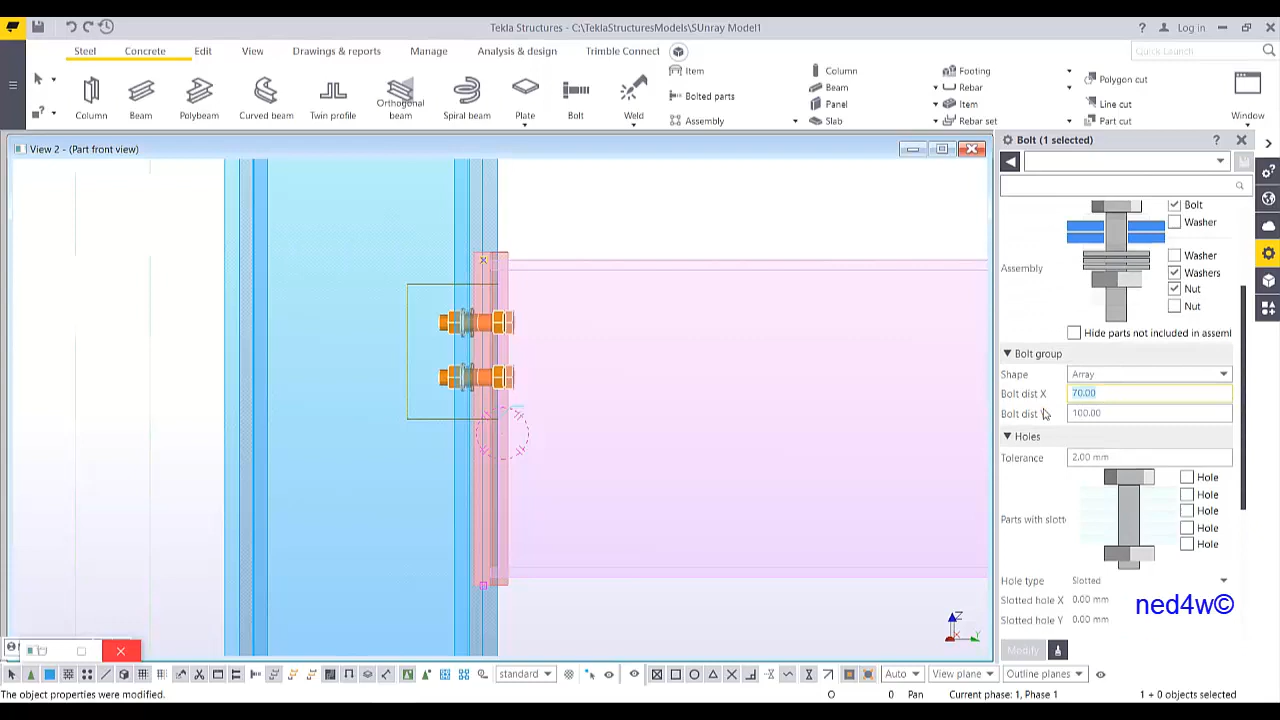 Tekla Structures - C:\TeklaStructuresModels\SUnray Model1
? Log in
Steel Concrete Edit View Drawings & reports Manage Analysis & design Trimble Connect
Quick Launch
Column Beam Polybeam Curved beam Twin profile Orthogonal beam Spiral beam Plate Bolt Weld
Item
Bolted parts
Assembly
Column
Beam
Panel
Slab
Footing
Rebar
Item
Rebar set
Polygon cut
Line cut
Part cut
Window
View 2 - (Part front view)
Bolt (1 selected) ?
Bolt
Washer
Assembly
Washer
Washers
Nut
Nut
Hide parts not included in asseml
Bolt group
Shape Array
Bolt dist X 70.00
Bolt dist 100.00
Holes
Tolerance 2.00 mm
Hole
Hole
Parts with slott Hole
Hole
Hole
Hole type Slotted
Slotted hole X 0.00 mm
Slotted hole Y 0.00 mm
ned4w©
Modify
Z
X
Y
standard Auto View plane Outline planes
The object properties were modified. O 0 Pan Current phase: 1, Phase 1 1 + 0 objects selected